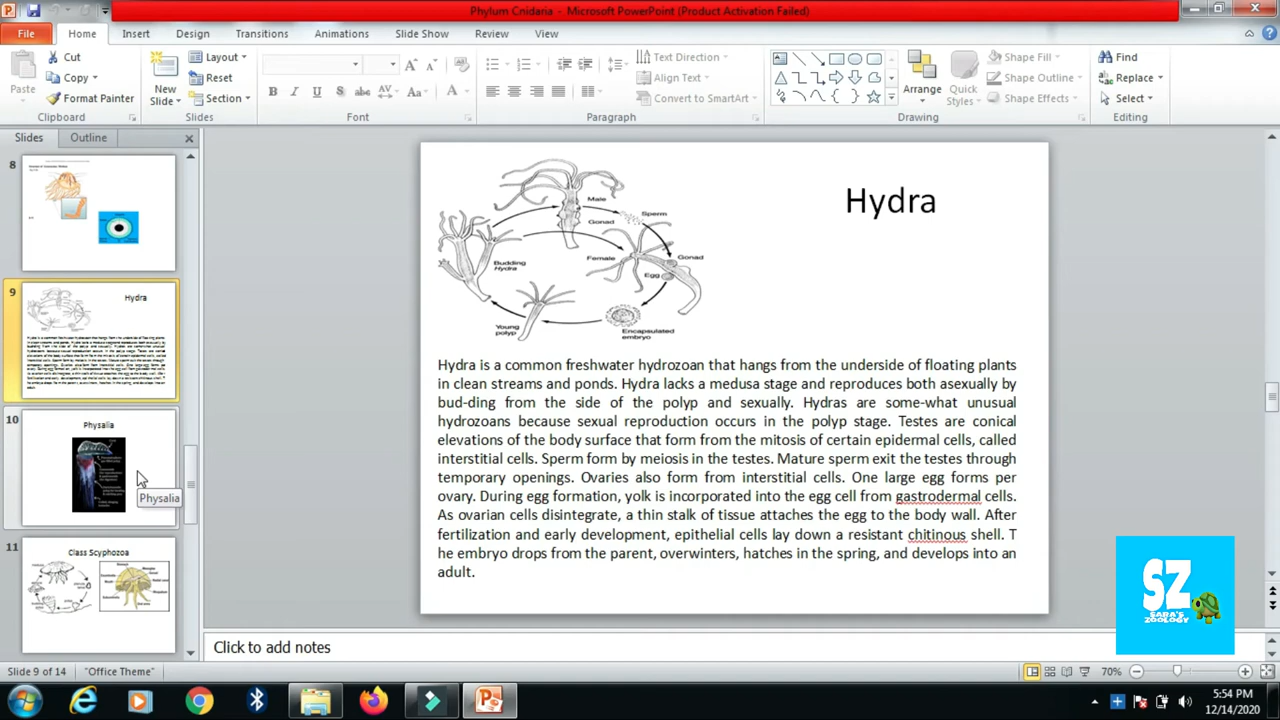 Phylum Cnidaria - Microsoft PowerPoint (Product Activation Failed)
File Home Insert Design Transitions Animations Slide Show Review View
Paste
Cut
Copy
Format Painter
Clipboard
New
Slide
Layout
Reset
Section
Slides
Font
Text Direction
Align Text
Convert to SmartArt
Paragraph
Arrange
Quick
Styles
Shape Fill
Shape Outline
Shape Effects
Drawing
Find
Replace
Select
Editing
Slides Outline
8
9
Hydra
10
Physalia
Physalia
11
Class Scyphozoa
Hydra
Male
Gonad
Sperm
Female
Gonad
Egg
Budding
Hydra
Young
polyp
Encapsulated
embryo
Hydra is a common freshwater hydrozoan that hangs from the underside of floating plants
in clean streams and ponds. Hydra lacks a medusa stage and reproduces both asexually by
bud-ding from the side of the polyp and sexually. Hydras are some-what unusual
hydrozoans because sexual reproduction occurs in the polyp stage. Testes are conical
elevations of the body surface that form from the mitosis of certain epidermal cells, called
interstitial cells. Sperm form by meiosis in the testes. Mature sperm exit the testes through
temporary openings. Ovaries also form from interstitial cells. One large egg forms per
ovary. During egg formation, yolk is incorporated into the egg cell from gastrodermal cells.
As ovarian cells disintegrate, a thin stalk of tissue attaches the egg to the body wall. After
fertilization and early development, epithelial cells lay down a resistant chitinous shell. T
he embryo drops from the parent, overwinters, hatches in the spring, and develops into an
adult.
SZ
SARA'S
ZOOLOGY
Click to add notes
Slide 9 of 14 "Office Theme" 70%
5:54 PM
12/14/2020